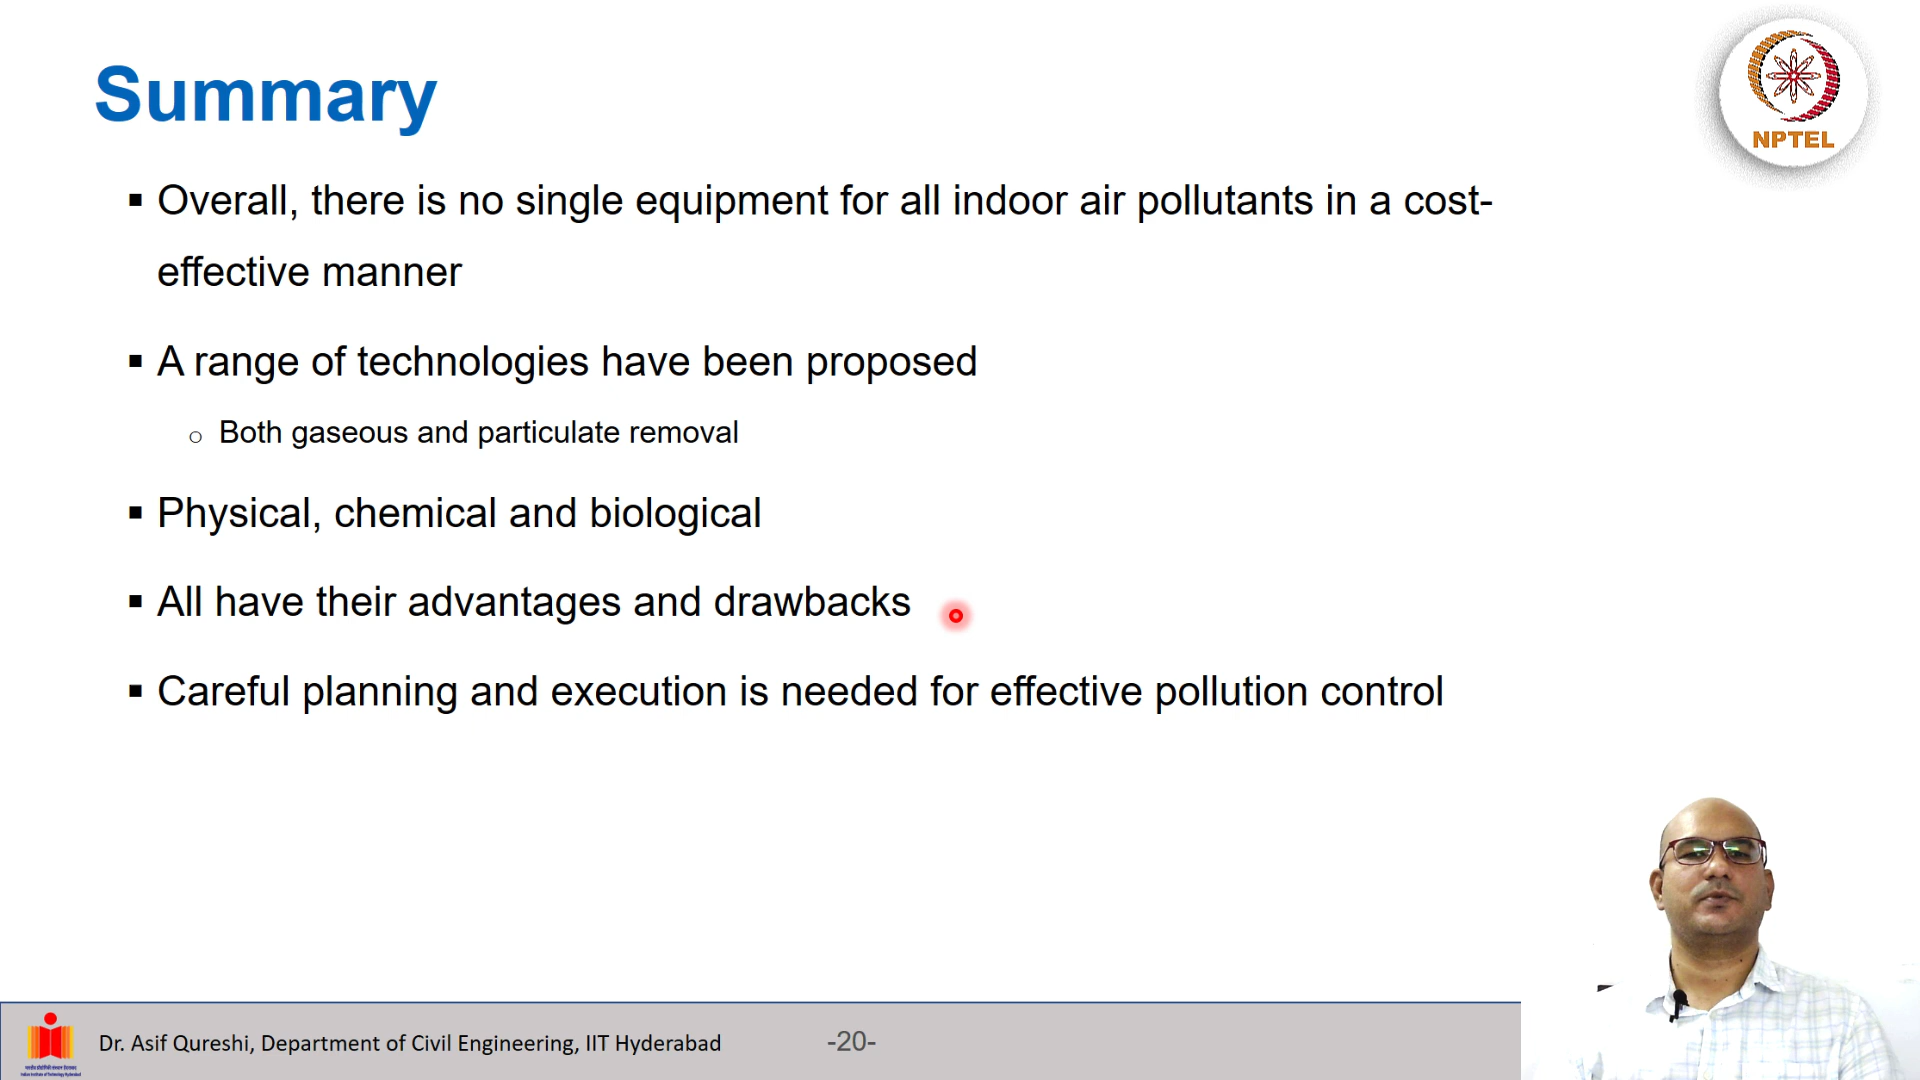 Summary
NPTEL
▪ Overall, there is no single equipment for all indoor air pollutants in a cost-
effective manner
▪ A range of technologies have been proposed
o Both gaseous and particulate removal
▪ Physical, chemical and biological
▪ All have their advantages and drawbacks
▪ Careful planning and execution is needed for effective pollution control
Dr. Asif Qureshi, Department of Civil Engineering, IIT Hyderabad
-20-